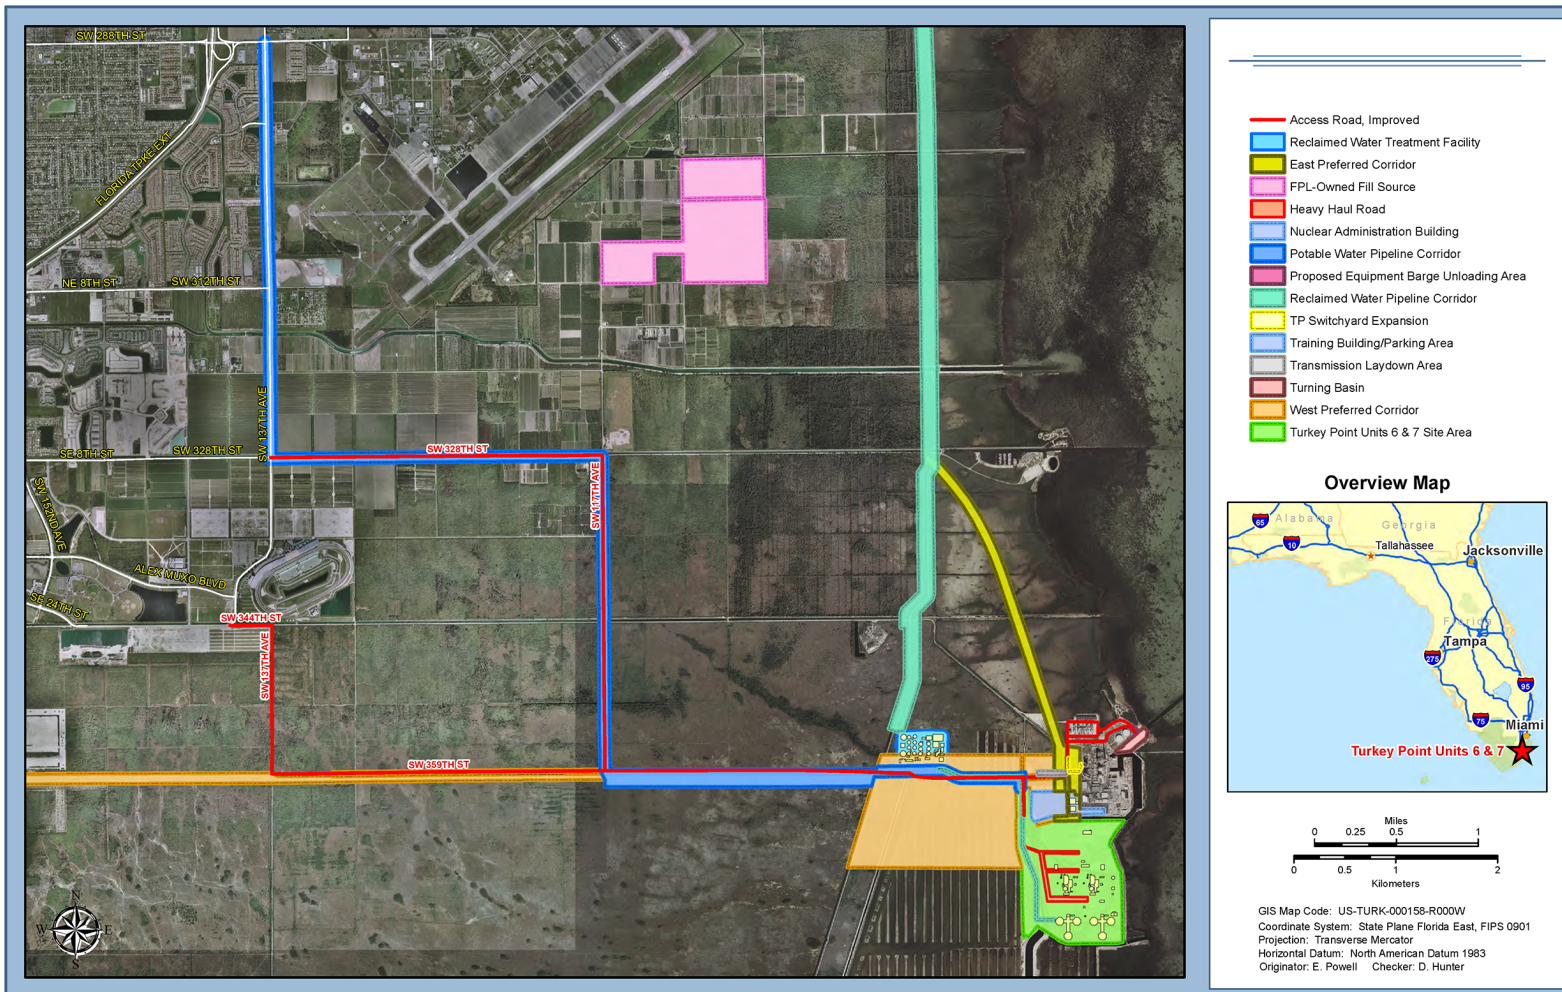 SW 288TH ST
FLORIDA TPKE EXT
NE 8TH ST
SW 312TH ST
SW 137TH AVE
SE 8TH ST
SW 328TH ST
SW 328TH ST
SW 117TH AVE
SW 152ND AVE
ALEX MUXO BLVD
SE 24TH ST
SW 344TH ST
SW 137TH AVE
SW 359TH ST
N
W E
S
Access Road, Improved
Reclaimed Water Treatment Facility
East Preferred Corridor
FPL-Owned Fill Source
Heavy Haul Road
Nuclear Administration Building
Potable Water Pipeline Corridor
Proposed Equipment Barge Unloading Area
Reclaimed Water Pipeline Corridor
TP Switchyard Expansion
Training Building/Parking Area
Transmission Laydown Area
Turning Basin
West Preferred Corridor
Turkey Point Units 6 & 7 Site Area
Overview Map
65
Alabama
Georgia
10
Tallahassee
Jacksonville
Florida
Tampa
275
95
75
Miami
Turkey Point Units 6 & 7
Miles
0 0.25 0.5 1
0 0.5 1 2
Kilometers
GIS Map Code: US-TURK-000158-R000W
Coordinate System: State Plane Florida East, FIPS 0901
Projection: Transverse Mercator
Horizontal Datum: North American Datum 1983
Originator: E. Powell Checker: D. Hunter